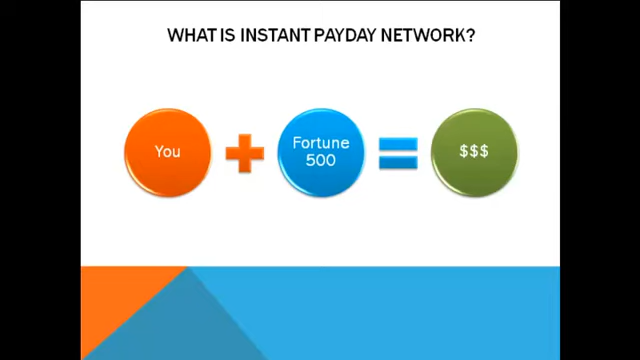 WHAT IS INSTANT PAYDAY NETWORK?
You
Fortune
500
$$$